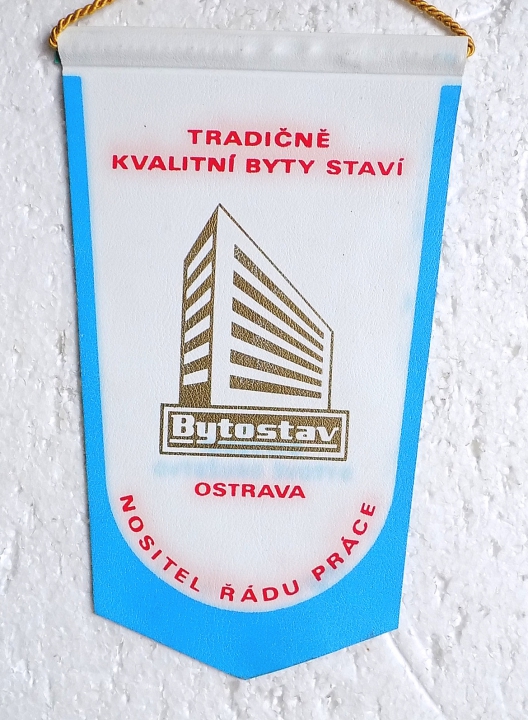 TRADIČNĚ
KVALITNÍ BYTY STAVÍ
Bytostav
OSTRAVA
NOSITEL ŘÁDU PRÁCE